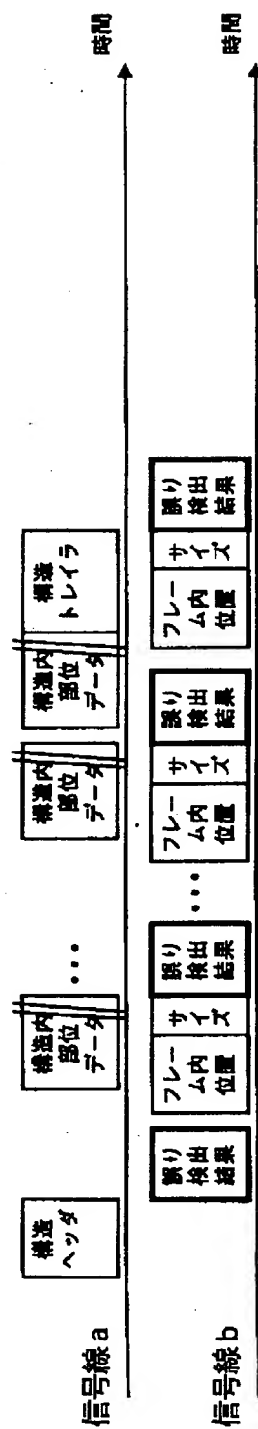 信号線a
構造
ヘッダ
構造内
部位
データ
・・・
構造内
部位
データ
構造内
部位
データ
構造
トレイラ
時間
信号線b
誤り
検出
結果
フレー
ム内
位置
サイズ
誤り
検出
結果
・・・
フレー
ム内
位置
サイズ
誤り
検出
結果
フレー
ム内
位置
サイズ
誤り
検出
結果
時間